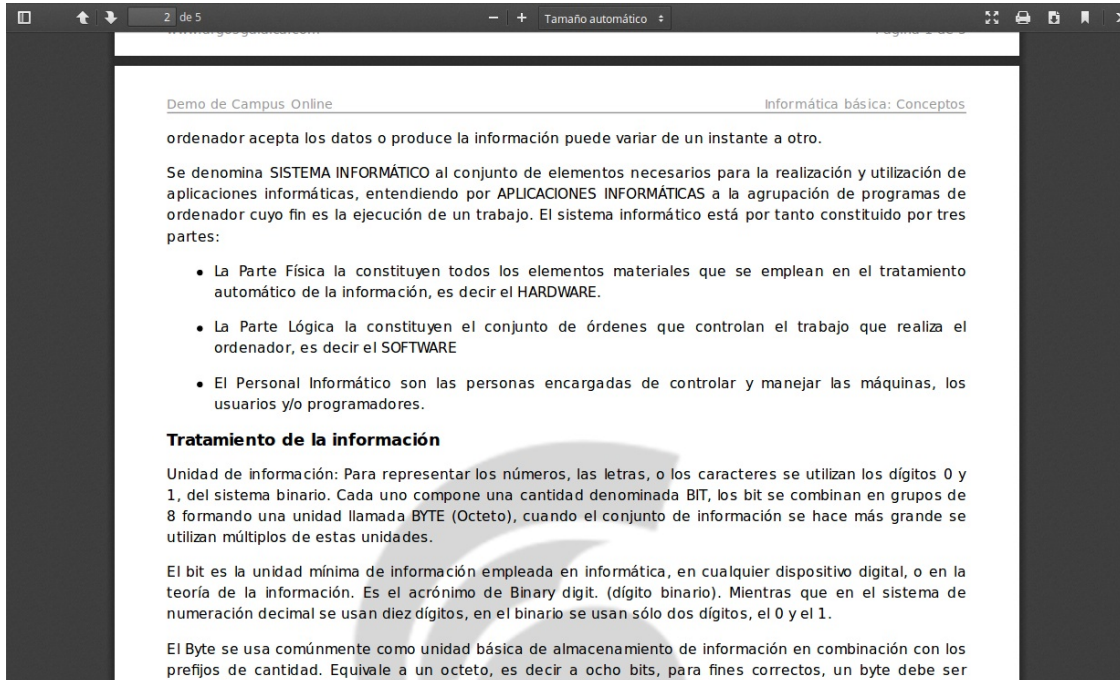 2 de 5
Tamaño automático
Demo de Campus Online
Informática básica: Conceptos
ordenador acepta los datos o produce la información puede variar de un instante a otro.
Se denomina SISTEMA INFORMÁTICO al conjunto de elementos necesarios para la realización y utilización de
aplicaciones informáticas, entendiendo por APLICACIONES INFORMÁTICAS a la agrupación de programas de
ordenador cuyo fin es la ejecución de un trabajo. El sistema informático está por tanto constituido por tres
partes:
• La Parte Física la constituyen todos los elementos materiales que se emplean en el tratamiento
automático de la información, es decir el HARDWARE.
• La Parte Lógica la constituyen el conjunto de órdenes que controlan el trabajo que realiza el
ordenador, es decir el SOFTWARE
• El Personal Informático son las personas encargadas de controlar y manejar las máquinas, los
usuarios y/o programadores.
Tratamiento de la información
Unidad de información: Para representar los números, las letras, o los caracteres se utilizan los dígitos 0 y
1, del sistema binario. Cada uno compone una cantidad denominada BIT, los bit se combinan en grupos de
8 formando una unidad llamada BYTE (Octeto), cuando el conjunto de información se hace más grande se
utilizan múltiplos de estas unidades.
El bit es la unidad mínima de información empleada en informática, en cualquier dispositivo digital, o en la
teoría de la información. Es el acrónimo de Binary digit. (dígito binario). Mientras que en el sistema de
numeración decimal se usan diez dígitos, en el binario se usan sólo dos dígitos, el 0 y el 1.
El Byte se usa comúnmente como unidad básica de almacenamiento de información en combinación con los
prefijos de cantidad. Equivale a un octeto, es decir a ocho bits, para fines correctos, un byte debe ser